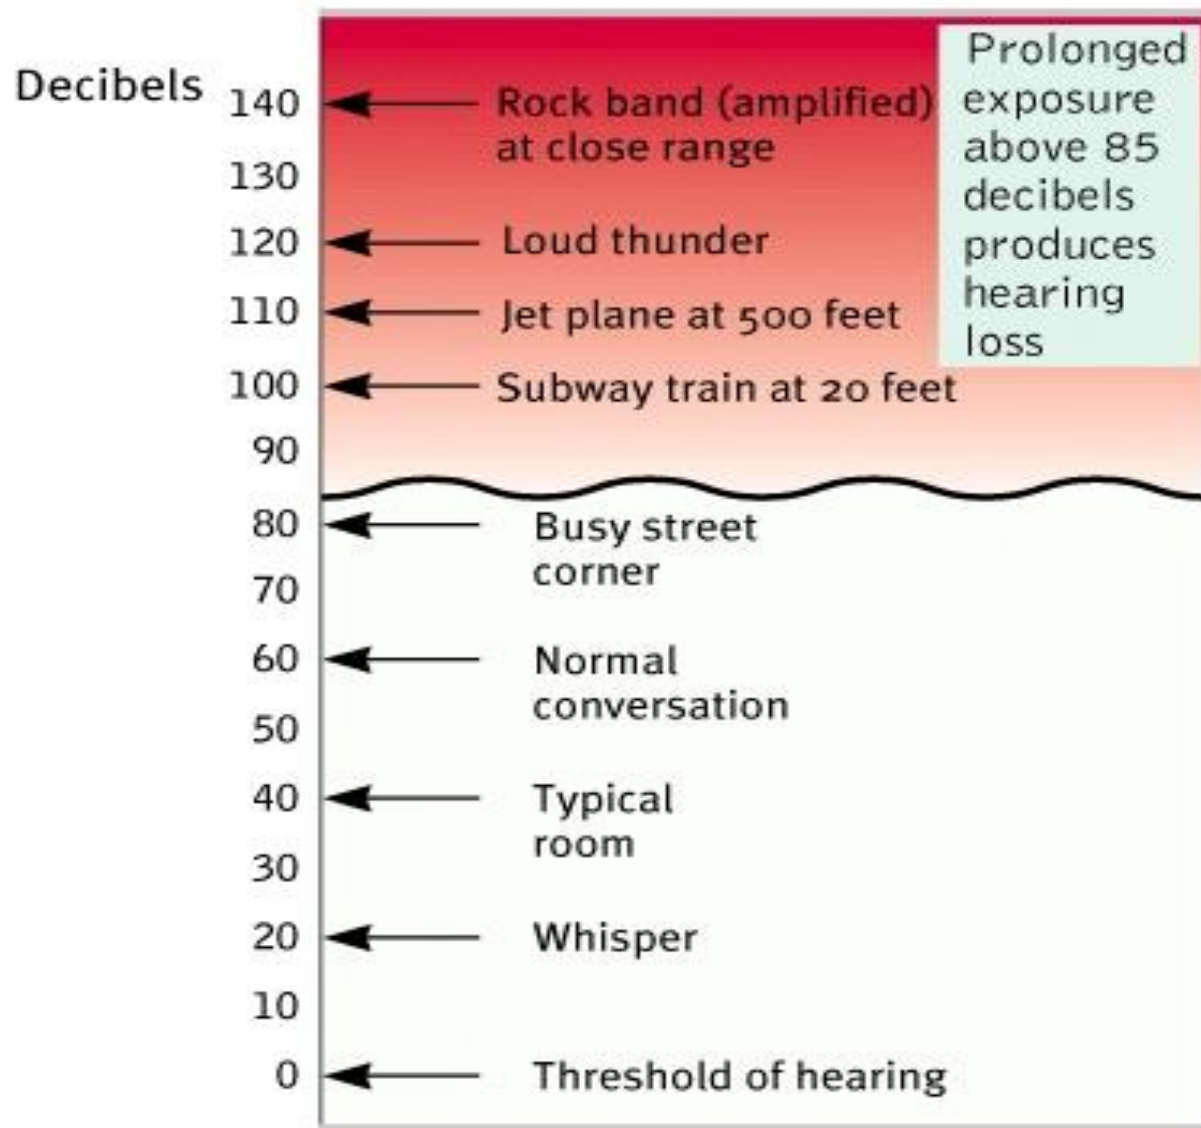 Decibels
140
Rock band (amplified)
at close range
130
120
Loud thunder
110
Jet plane at 500 feet
100
Subway train at 20 feet
90
80
Busy street
corner
70
60
Normal
conversation
50
40
Typical
room
30
20
Whisper
10
0
Threshold of hearing
Prolonged
exposure
above 85
decibels
produces
hearing
loss